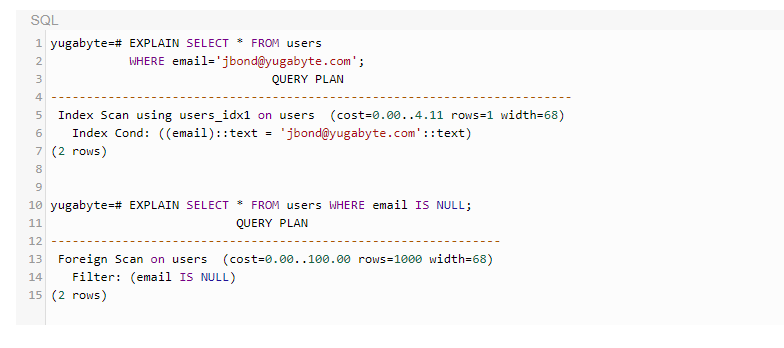 SQL
1 yugabyte=# EXPLAIN SELECT * FROM users
2            WHERE email='jbond@yugabyte.com';
3                                QUERY PLAN
4 -------------------------------------------------------------------------
5  Index Scan using users_idx1 on users  (cost=0.00..4.11 rows=1 width=68)
6    Index Cond: ((email)::text = 'jbond@yugabyte.com'::text)
7 (2 rows)
8
9
10 yugabyte=# EXPLAIN SELECT * FROM users WHERE email IS NULL;
11                           QUERY PLAN
12 ---------------------------------------------------------------
13  Foreign Scan on users  (cost=0.00..100.00 rows=1000 width=68)
14    Filter: (email IS NULL)
15 (2 rows)